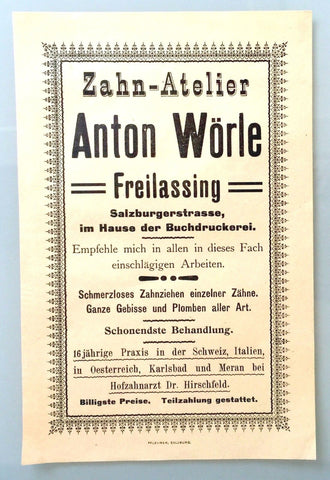 Zahn-Atelier
Anton Wörle
Freilassing
Salzburgerstrasse,
im Hause der Buchdruckerei.
Empfehle mich in allen in dieses Fach
einschlägigen Arbeiten.
Schmerzloses Zahnziehen einzelner Zähne.
Ganze Gebisse und Plomben aller Art.
Schonendste Behandlung.
16jährige Praxis in der Schweiz, Italien,
in Oesterreich, Karlsbad und Meran bei
Hofzahnarzt Dr. Hirschfeld.
Billigste Preise. Teilzahlung gestattet.
SALZBURG